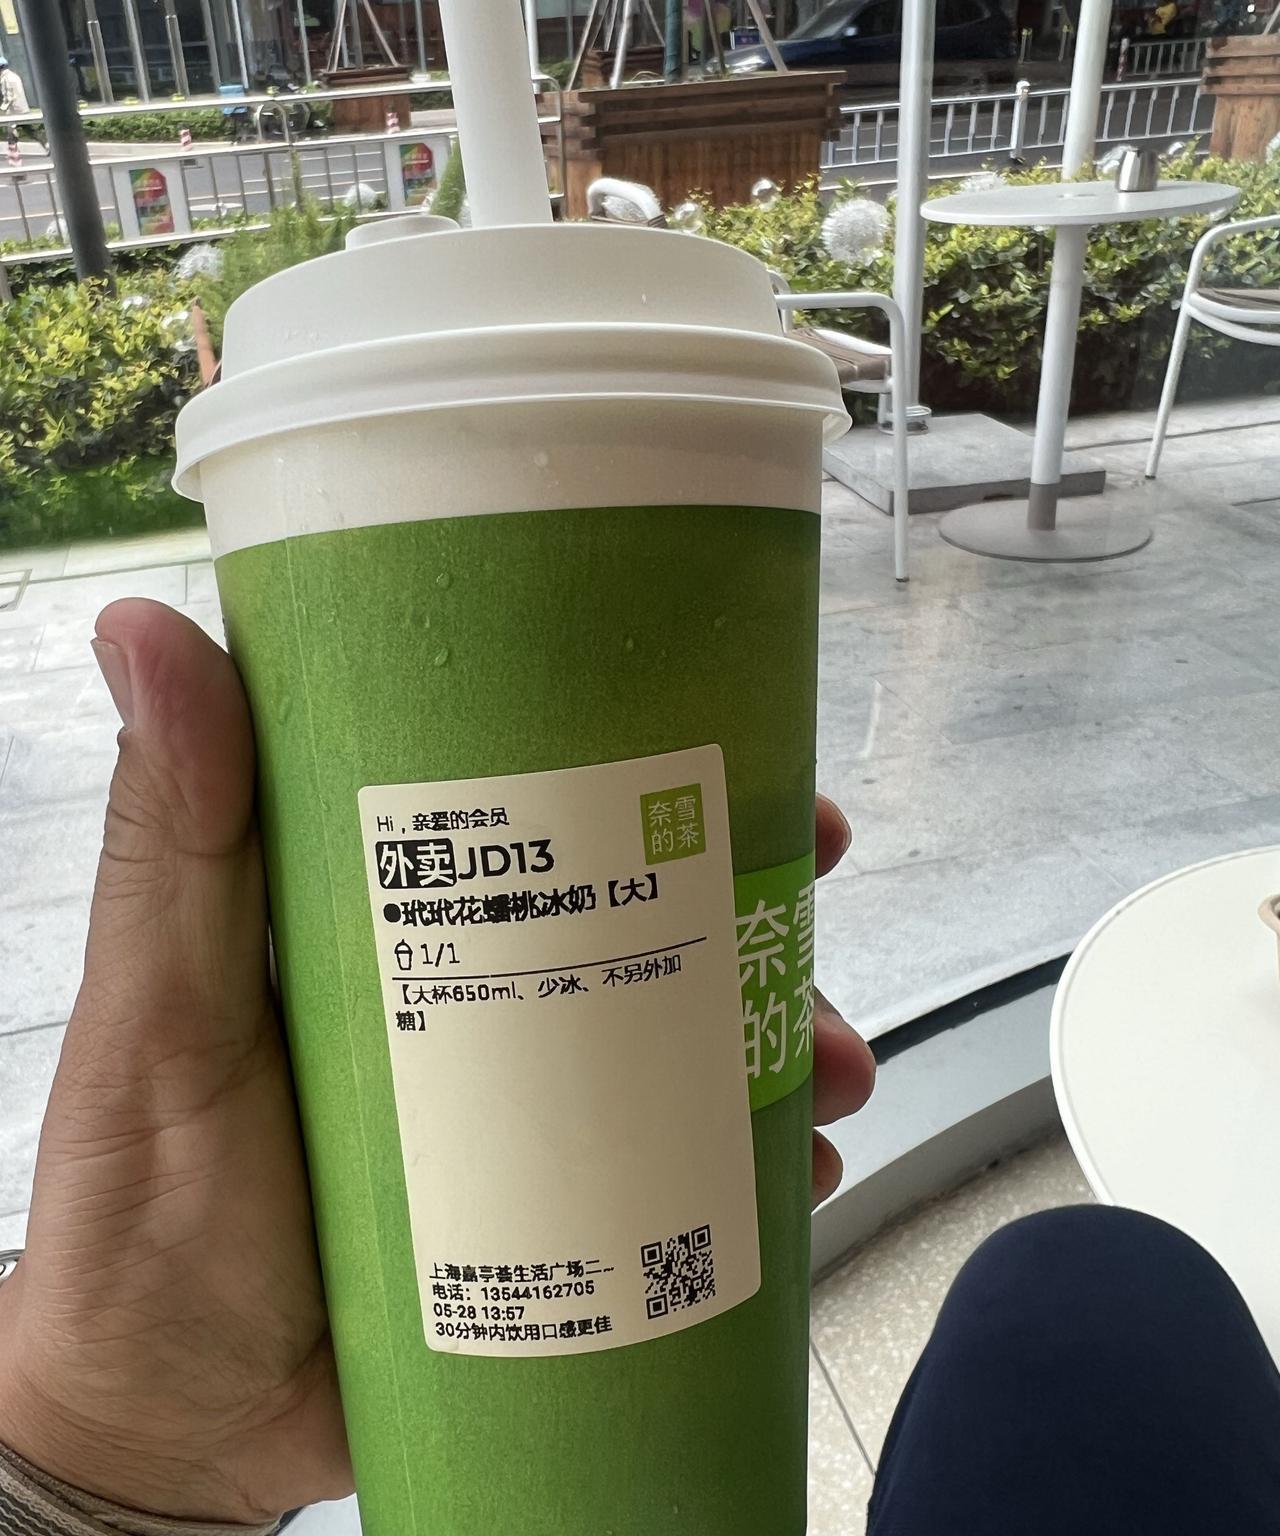 Hi，亲爱的会员
外卖JD13
●玳玳花蟠桃冰奶【大】
1/1
【大杯650ml、少冰、不另外加
糖】
上海嘉亭荟生活广场二...
电话：13544162705
05-28 13:57
30分钟内饮用口感更佳
奈雪
的茶
奈雪
的茶